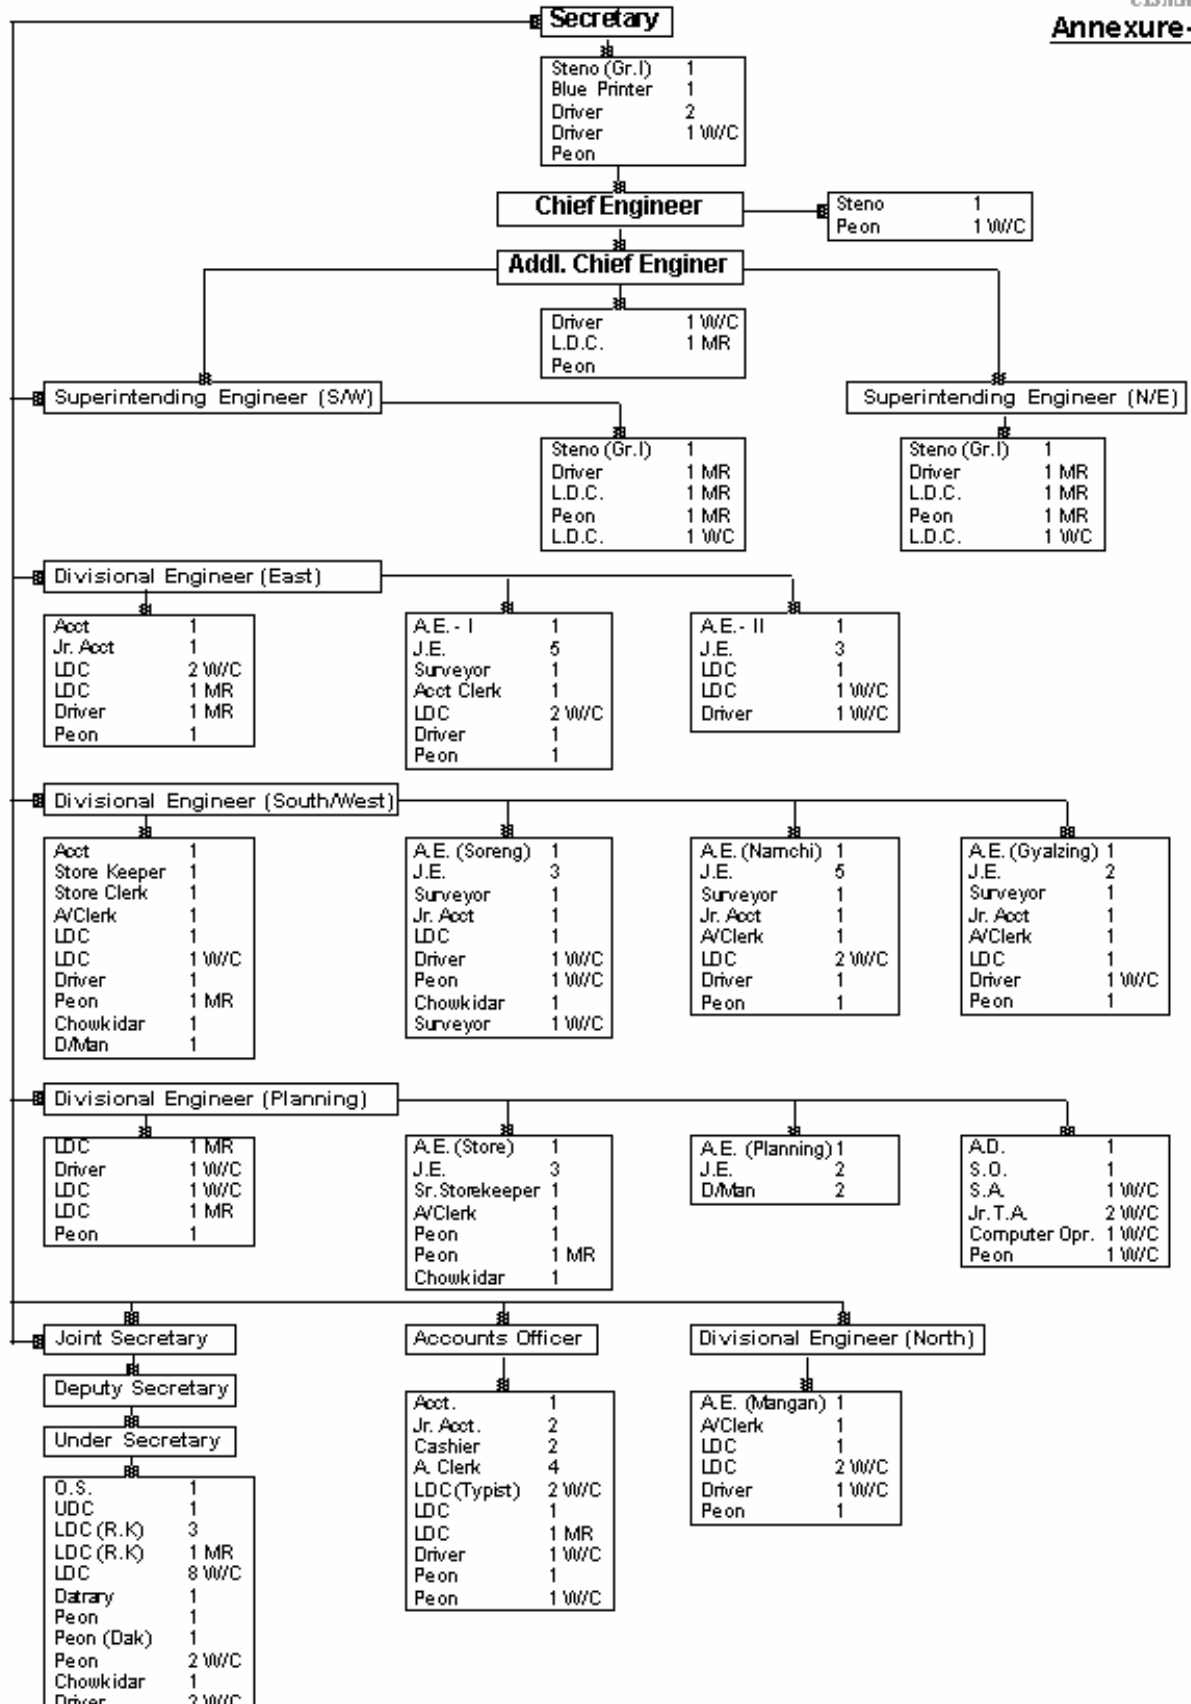 Annexure-
Secretary
Steno (Gr.I) 1
Blue Printer 1
Driver 2
Driver 1 W/C
Peon
Chief Engineer
Steno 1
Peon 1 W/C
Addl. Chief Enginer
Driver 1 W/C
L.D.C. 1 MR
Peon
Superintending Engineer (S/W)
Superintending Engineer (N/E)
Steno (Gr.I) 1
Driver 1 MR
L.D.C. 1 MR
Peon 1 MR
L.D.C. 1 WC
Steno (Gr.I) 1
Driver 1 MR
L.D.C. 1 MR
Peon 1 MR
L.D.C. 1 WC
Divisional Engineer (East)
Acct 1
Jr. Acct 1
LDC 2 W/C
LDC 1 MR
Driver 1 MR
Peon 1
A.E. - I 1
J.E. 5
Surveyor 1
Acct Clerk 1
LDC 2 W/C
Driver 1
Peon 1
A.E. - II 1
J.E. 3
LDC 1
LDC 1 W/C
Driver 1 W/C
Divisional Engineer (South/West)
Acct 1
Store Keeper 1
Store Clerk 1
A/Clerk 1
LDC 1
LDC 1 W/C
Driver 1
Peon 1 MR
Chowkidar 1
D/Man 1
A.E. (Soreng) 1
J.E. 3
Surveyor 1
Jr. Acct 1
LDC 1
Driver 1 W/C
Peon 1 W/C
Chowkidar 1
Surveyor 1 W/C
A.E. (Namchi) 1
J.E. 5
Surveyor 1
Jr. Acct 1
A/Clerk 1
LDC 2 W/C
Driver 1
Peon 1
A.E. (Gyalzing) 1
J.E. 2
Surveyor 1
Jr. Acct 1
A/Clerk 1
LDC 1
Driver 1 W/C
Peon 1
Divisional Engineer (Planning)
LDC 1 MR
Driver 1 W/C
LDC 1 W/C
LDC 1 MR
Peon 1
A.E. (Store) 1
J.E. 3
Sr. Storekeeper 1
A/Clerk 1
Peon 1
Peon 1 MR
Chowkidar 1
A.E. (Planning) 1
J.E. 2
D/Man 2
A.D. 1
S.O. 1
S.A. 1 W/C
Jr. T.A. 2 W/C
Computer Opr. 1 W/C
Peon 1 W/C
Joint Secretary
Accounts Officer
Divisional Engineer (North)
Deputy Secretary
Under Secretary
O.S. 1
UDC 1
LDC (R.K) 3
LDC (R.K) 1 MR
LDC 8 W/C
Datrary 1
Peon 1
Peon (Dak) 1
Peon 2 W/C
Chowkidar 1
Driver 2 W/C
Acct. 1
Jr. Acct. 2
Cashier 2
A. Clerk 4
LDC (Typist) 2 W/C
LDC 1
LDC 1 MR
Driver 1 W/C
Peon 1
Peon 1 W/C
A.E. (Mangan) 1
A/Clerk 1
LDC 1
LDC 2 W/C
Driver 1 W/C
Peon 1